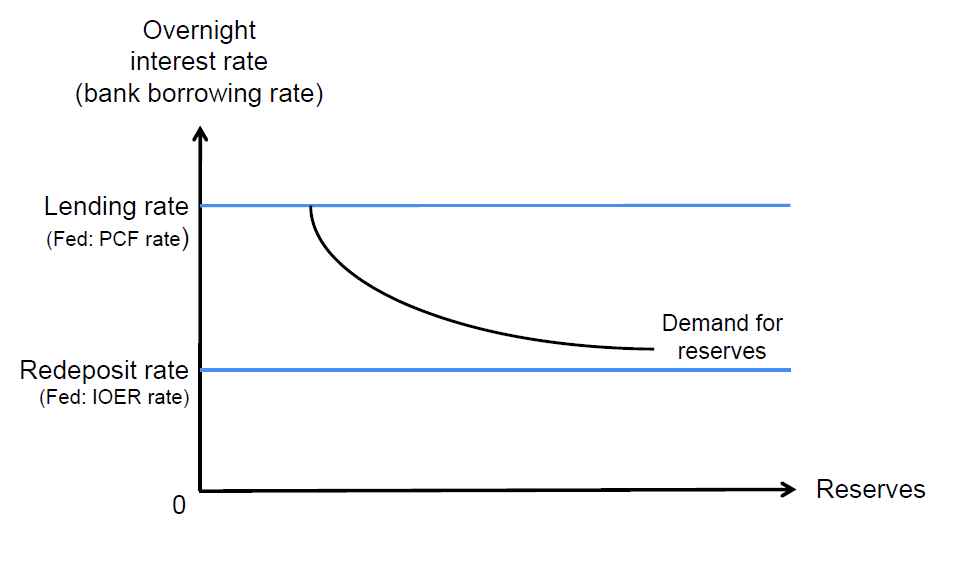 Overnight
interest rate
(bank borrowing rate)
Lending rate
(Fed: PCF rate)
Demand for
reserves
Redeposit rate
(Fed: IOER rate)
0
Reserves